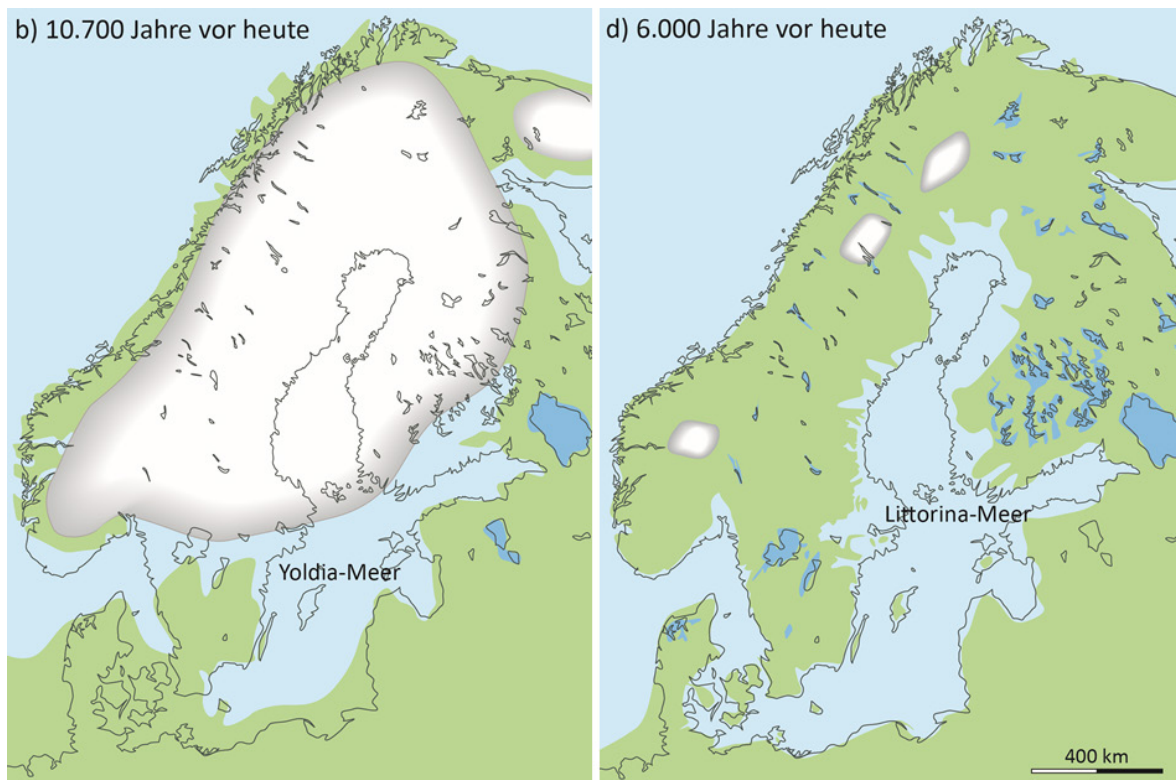 b) 10.700 Jahre vor heute
Yoldia-Meer
d) 6.000 Jahre vor heute
Littorina-Meer
400 km